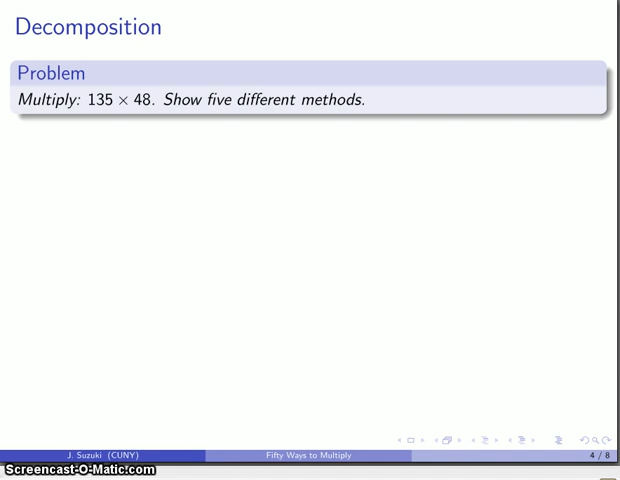 Decomposition
Problem
Multiply: 135 × 48. Show five different methods.
J. Suzuki (CUNY)
Fifty Ways to Multiply
4 / 8
Screencast-O-Matic.com